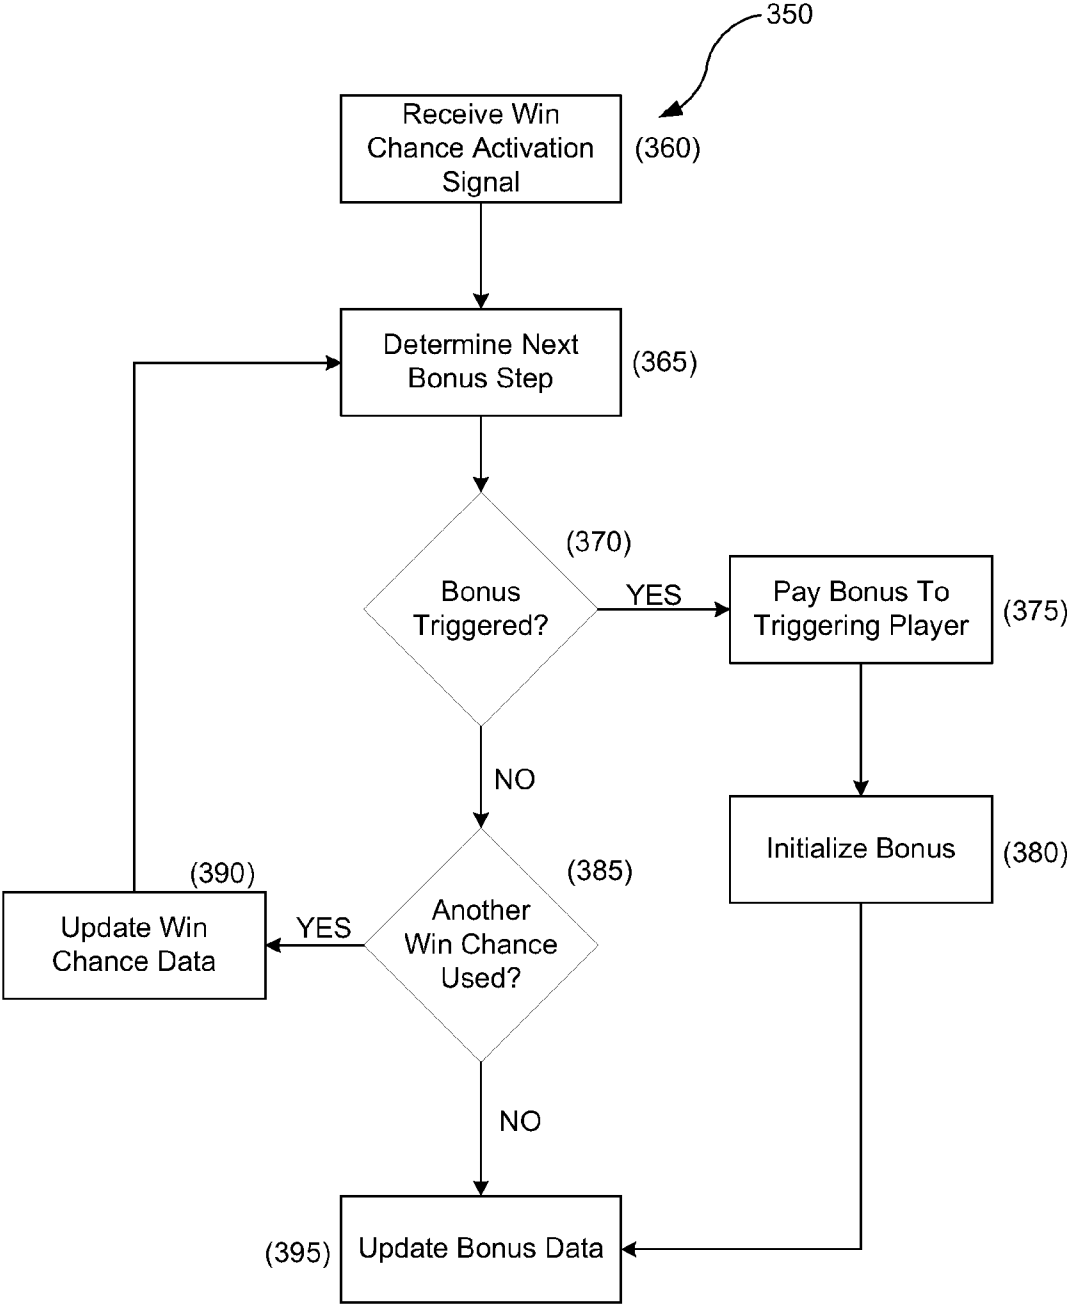 350
Receive Win
Chance Activation
Signal
(360)
Determine Next
Bonus Step
(365)
(370)
Bonus
Triggered?
YES
Pay Bonus To
Triggering Player
(375)
NO
Initialize Bonus
(380)
(385)
Another
Win Chance
Used?
YES
(390)
Update Win
Chance Data
NO
(395)
Update Bonus Data